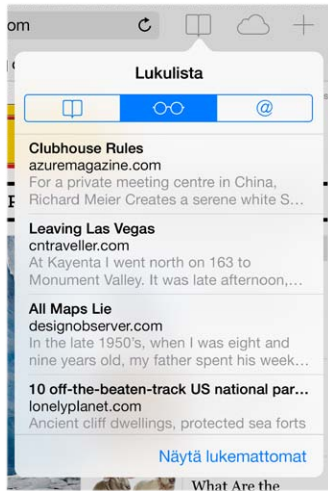 om
Lukulista
@
Clubhouse Rules
azuremagazine.com
For a private meeting centre in China,
Richard Meier Creates a serene white S…
Leaving Las Vegas
cntraveller.com
At Kayenta I went north on 163 to
Monument Valley. It was late afternoon,…
All Maps Lie
designobserver.com
In the late 1950's, when I was eight and
nine years old, my father spent his week…
10 off-the-beaten-track US national par…
lonelyplanet.com
Ancient cliff dwellings, protected sea forts
Näytä lukemattomat
What Are the